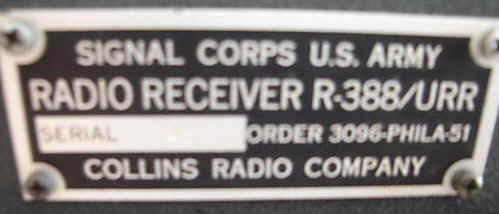 SIGNAL CORPS U.S. ARMY
RADIO RECEIVER R-388/URR
SERIAL ORDER 3096-PHILA-51
COLLINS RADIO COMPANY